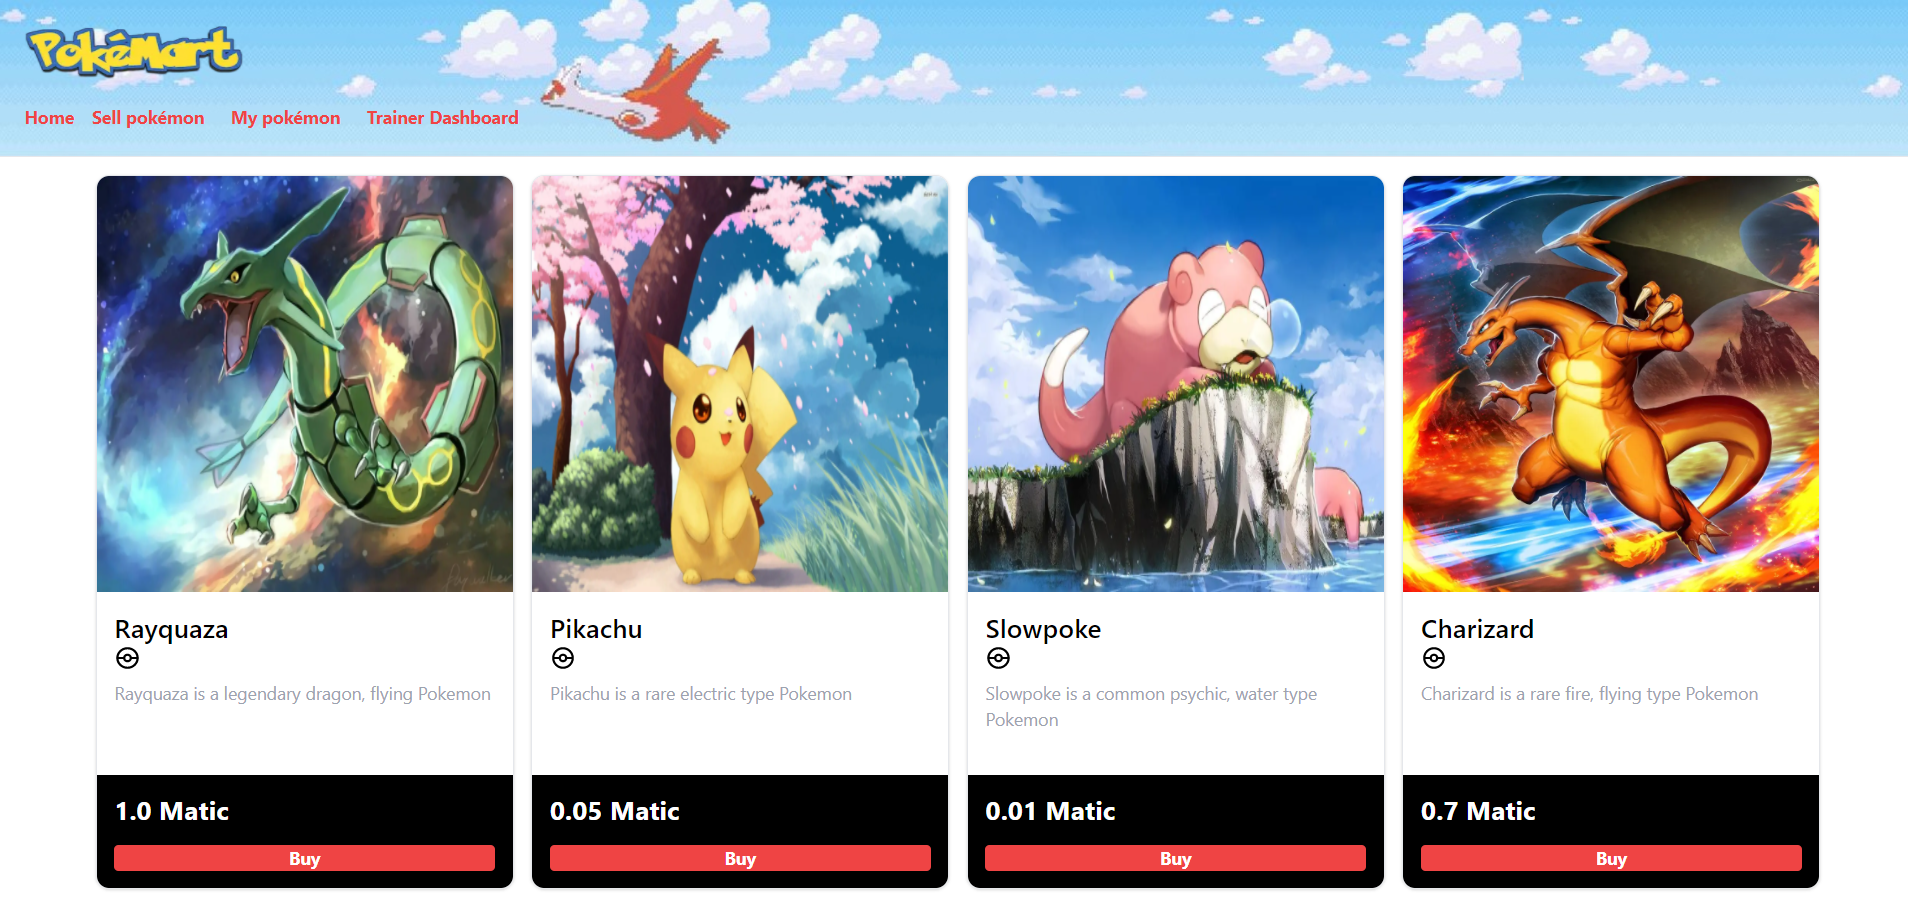 PokéMart
Home Sell pokémon My pokémon Trainer Dashboard
Rayquaza
Rayquaza is a legendary dragon, flying Pokemon
1.0 Matic
Buy
Pikachu
Pikachu is a rare electric type Pokemon
0.05 Matic
Buy
Slowpoke
Slowpoke is a common psychic, water type
Pokemon
0.01 Matic
Buy
Charizard
Charizard is a rare fire, flying type Pokemon
0.7 Matic
Buy